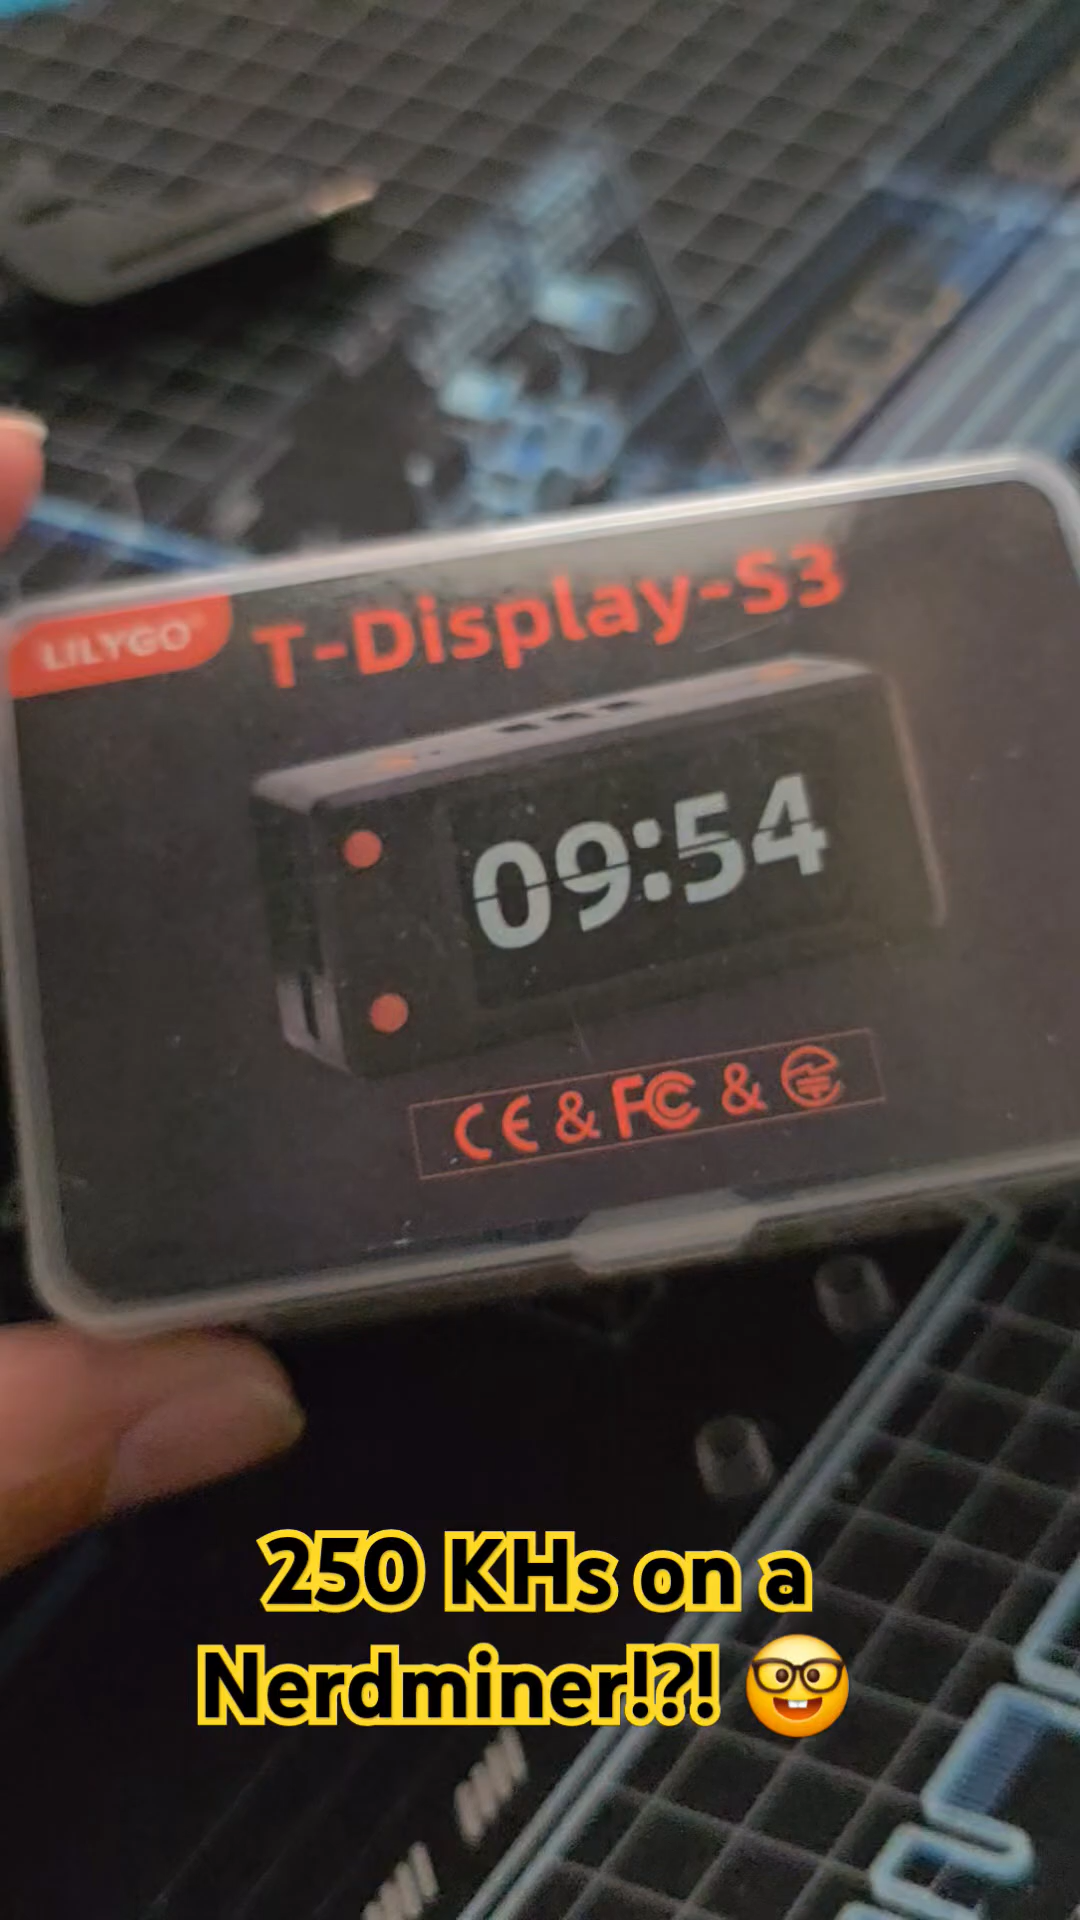 LILYGO
T-Display-S3
09:54
CE & FC &
250 KHs on a
Nerdminer!?! 🤓